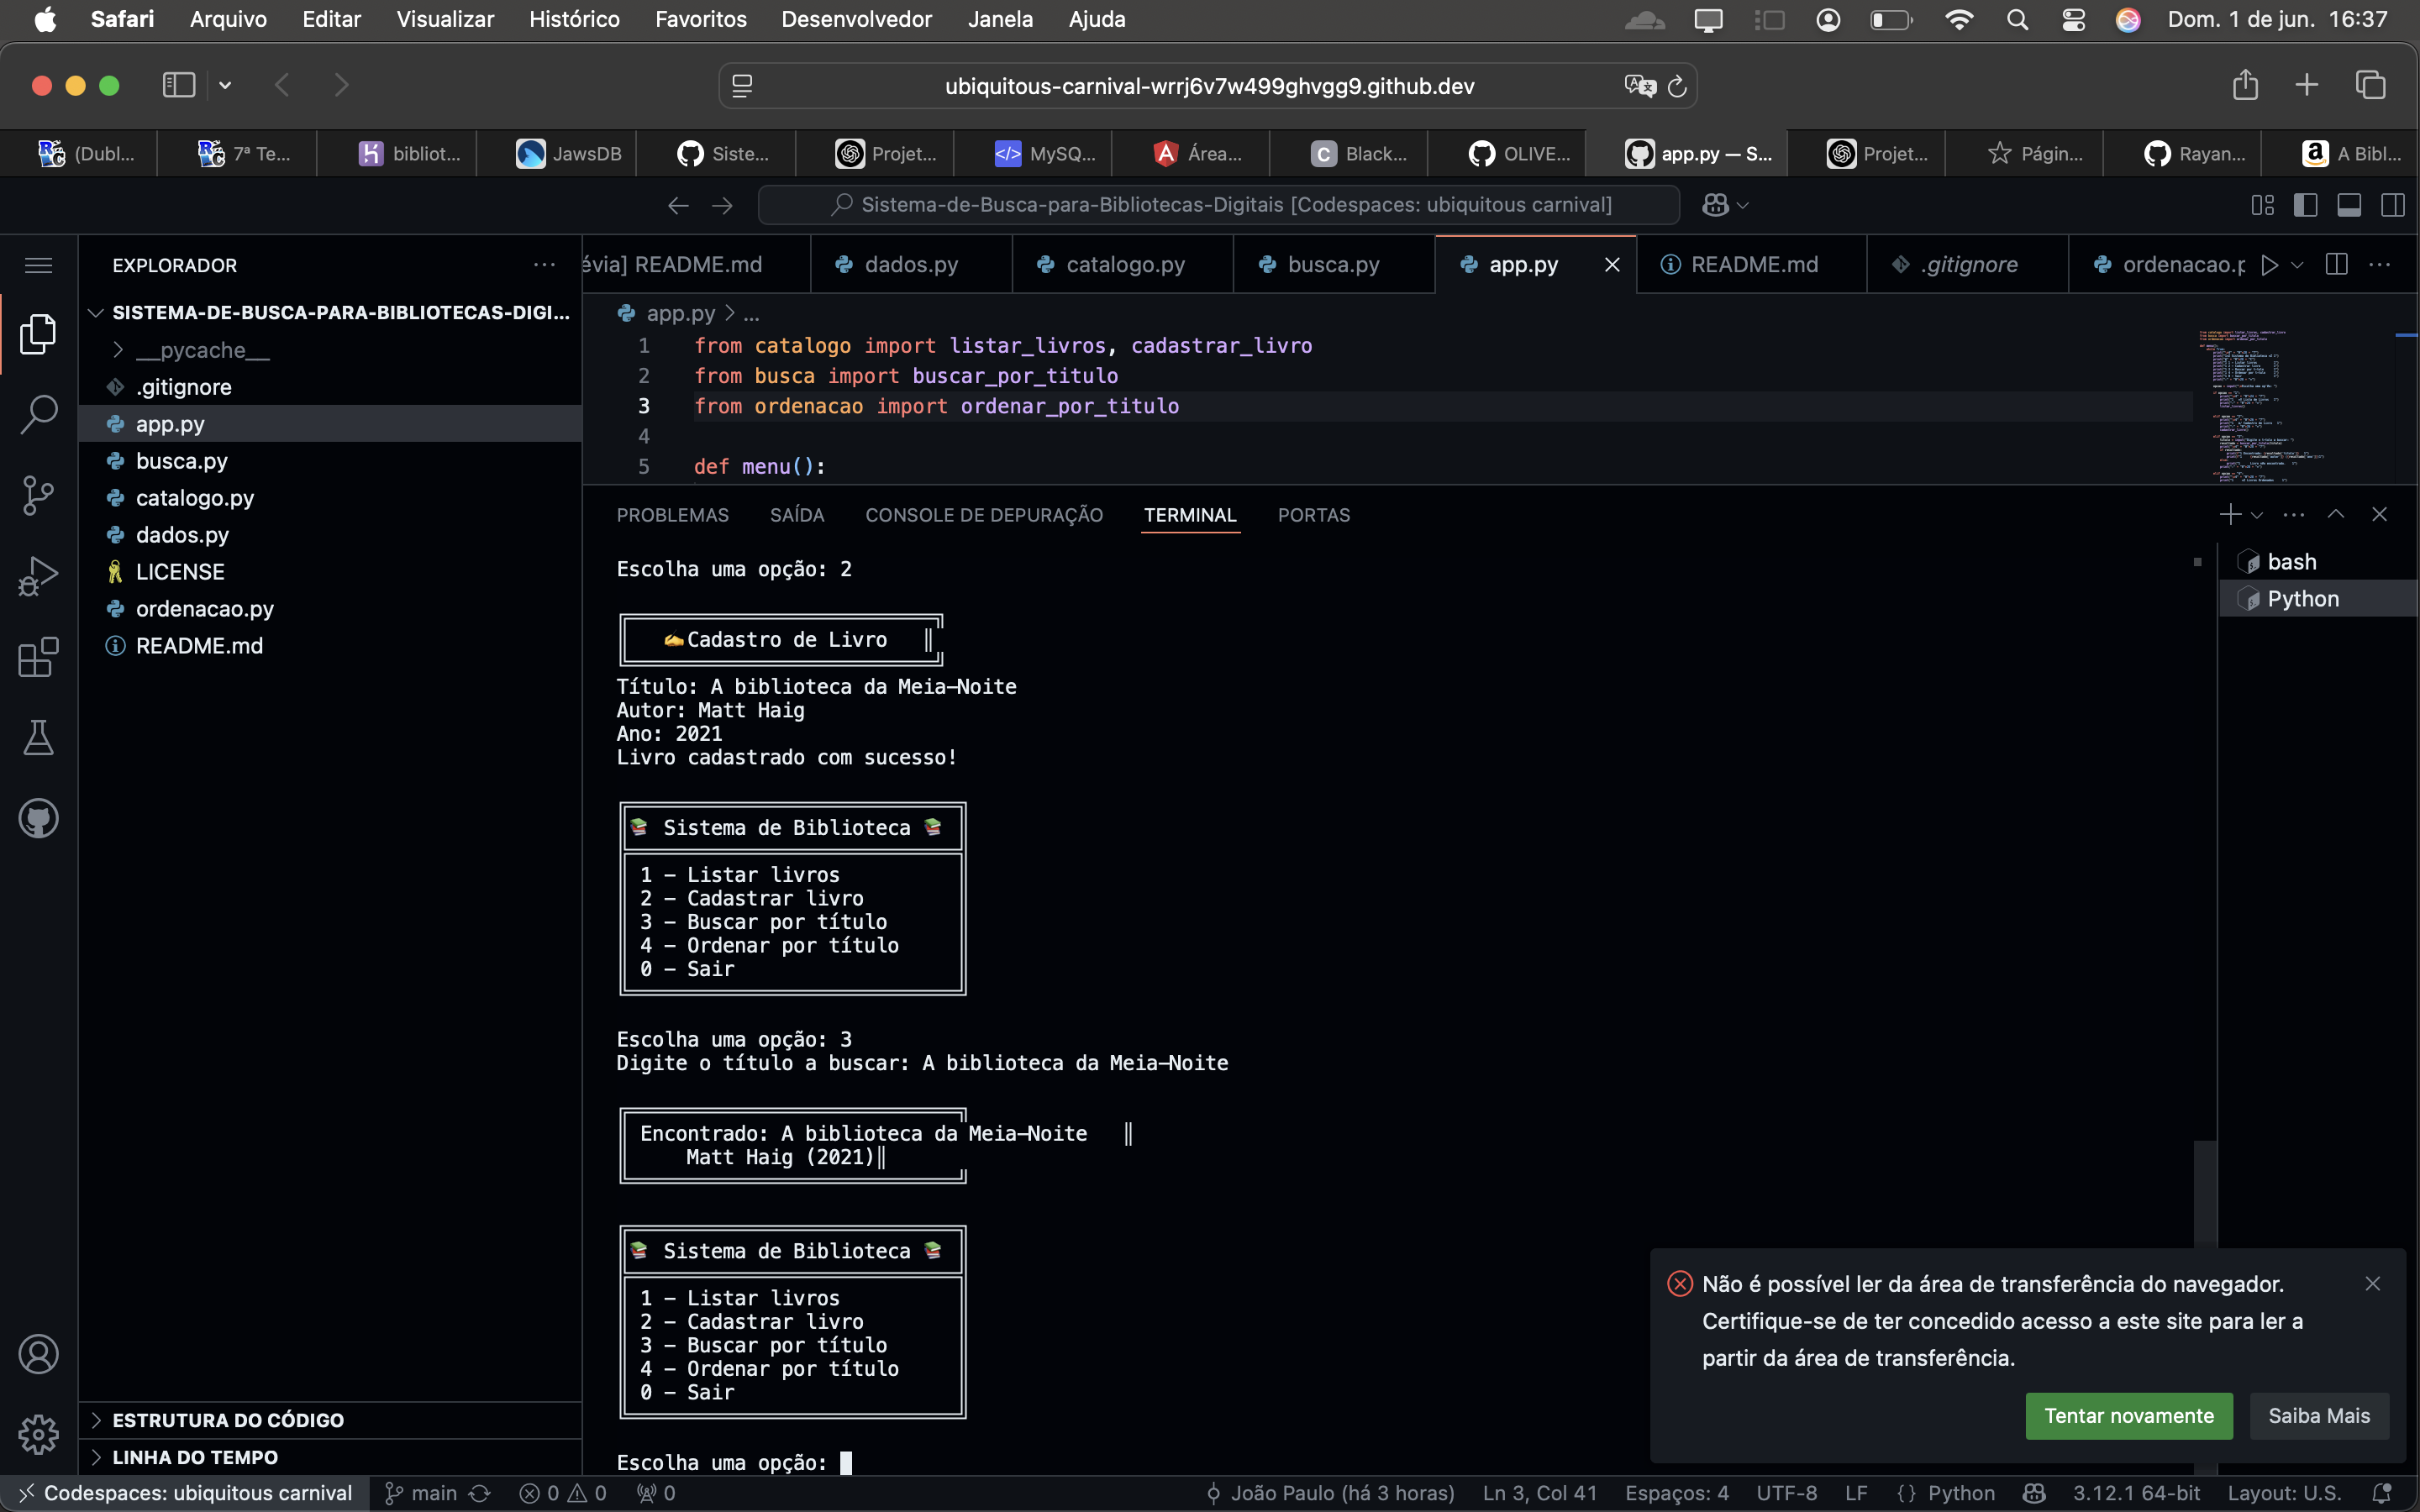 Safari Arquivo Editar Visualizar Histórico Favoritos Desenvolvedor Janela Ajuda Dom. 1 de jun. 16:37
ubiquitous-carnival-wrrj6v7w499ghvgg9.github.dev
(Dubl... 7ª Te... bibliot... JawsDB Siste... Projet... MySQ... Área... Black... OLIVE... app.py — S... Projet... Págin... Rayan... A Bibl...
Sistema-de-Busca-para-Bibliotecas-Digitais [Codespaces: ubiquitous carnival]
EXPLORADOR
SISTEMA-DE-BUSCA-PARA-BIBLIOTECAS-DIGI...
__pycache__
.gitignore
app.py
busca.py
catalogo.py
dados.py
LICENSE
ordenacao.py
README.md
ESTRUTURA DO CÓDIGO
LINHA DO TEMPO
évia] README.md dados.py catalogo.py busca.py app.py README.md .gitignore ordenacao.p
app.py > ...
1 from catalogo import listar_livros, cadastrar_livro
2 from busca import buscar_por_titulo
3 from ordenacao import ordenar_por_titulo
4
5 def menu():
PROBLEMAS SAÍDA CONSOLE DE DEPURAÇÃO TERMINAL PORTAS
bash
Python
Escolha uma opção: 2
Cadastro de Livro
Título: A biblioteca da Meia-Noite
Autor: Matt Haig
Ano: 2021
Livro cadastrado com sucesso!
Sistema de Biblioteca
1 - Listar livros
2 - Cadastrar livro
3 - Buscar por título
4 - Ordenar por título
0 - Sair
Escolha uma opção: 3
Digite o título a buscar: A biblioteca da Meia-Noite
Encontrado: A biblioteca da Meia-Noite
Matt Haig (2021)
Sistema de Biblioteca
1 - Listar livros
2 - Cadastrar livro
3 - Buscar por título
4 - Ordenar por título
0 - Sair
Escolha uma opção:
Não é possível ler da área de transferência do navegador.
Certifique-se de ter concedido acesso a este site para ler a
partir da área de transferência.
Tentar novamente Saiba Mais
Codespaces: ubiquitous carnival main 0 0 0 João Paulo (há 3 horas) Ln 3, Col 41 Espaços: 4 UTF-8 LF {} Python 3.12.1 64-bit Layout: U.S.